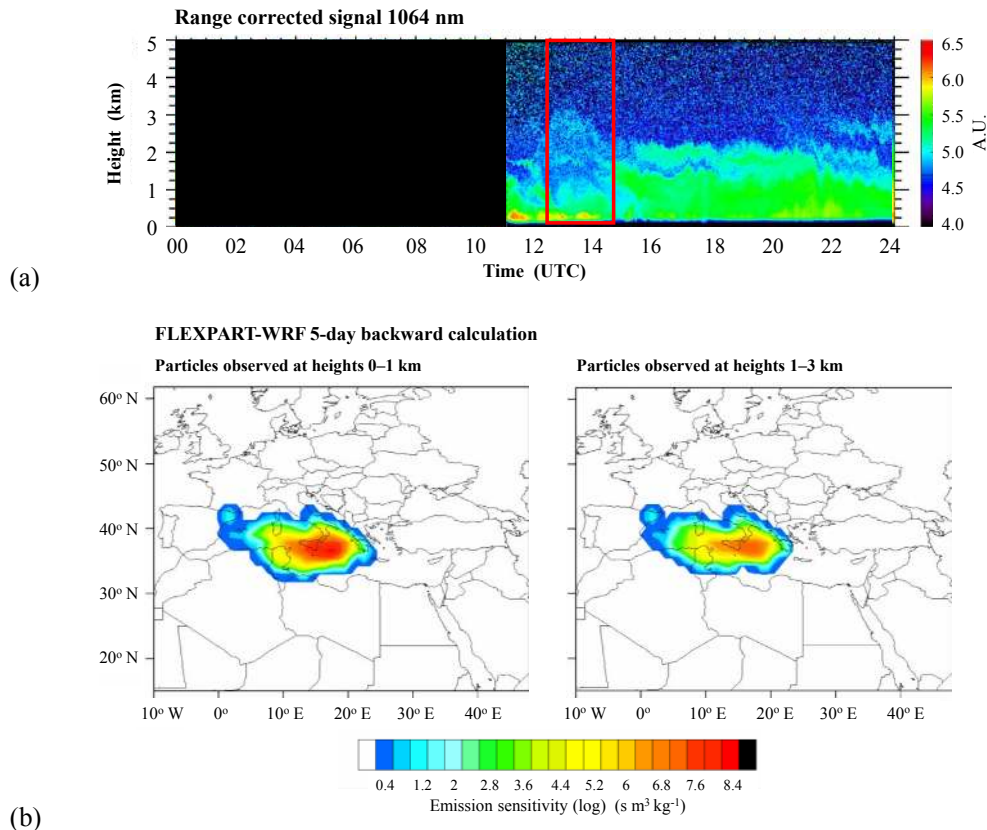 Range corrected signal 1064 nm
5
4
3
2
1
0
Height (km)
00 02 04 06 08 10 12 14 16 18 20 22 24
Time (UTC)
6.5
6.0
5.5
5.0
4.5
4.0
A.U.
(a)
FLEXPART-WRF 5-day backward calculation
Particles observed at heights 0–1 km
Particles observed at heights 1–3 km
60° N
50° N
40° N
30° N
20° N
10° W 0° 10° E 20° E 30° E 40° E
10° W 0° 10° E 20° E 30° E 40° E
0.4 1.2 2 2.8 3.6 4.4 5.2 6 6.8 7.6 8.4
Emission sensitivity (log) (s m³ kg⁻¹)
(b)